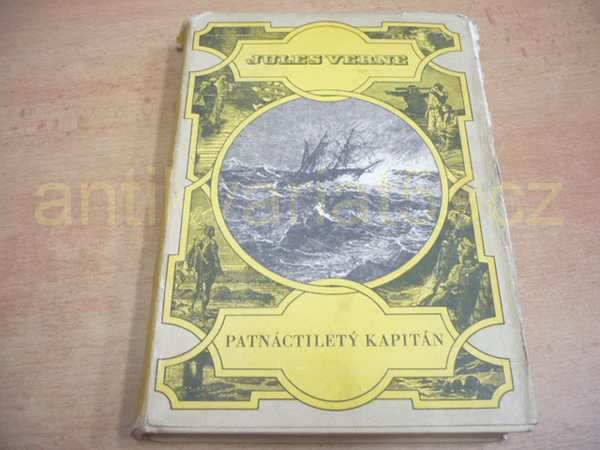 JULES VERNE
PATNÁCTILETÝ KAPITÁN